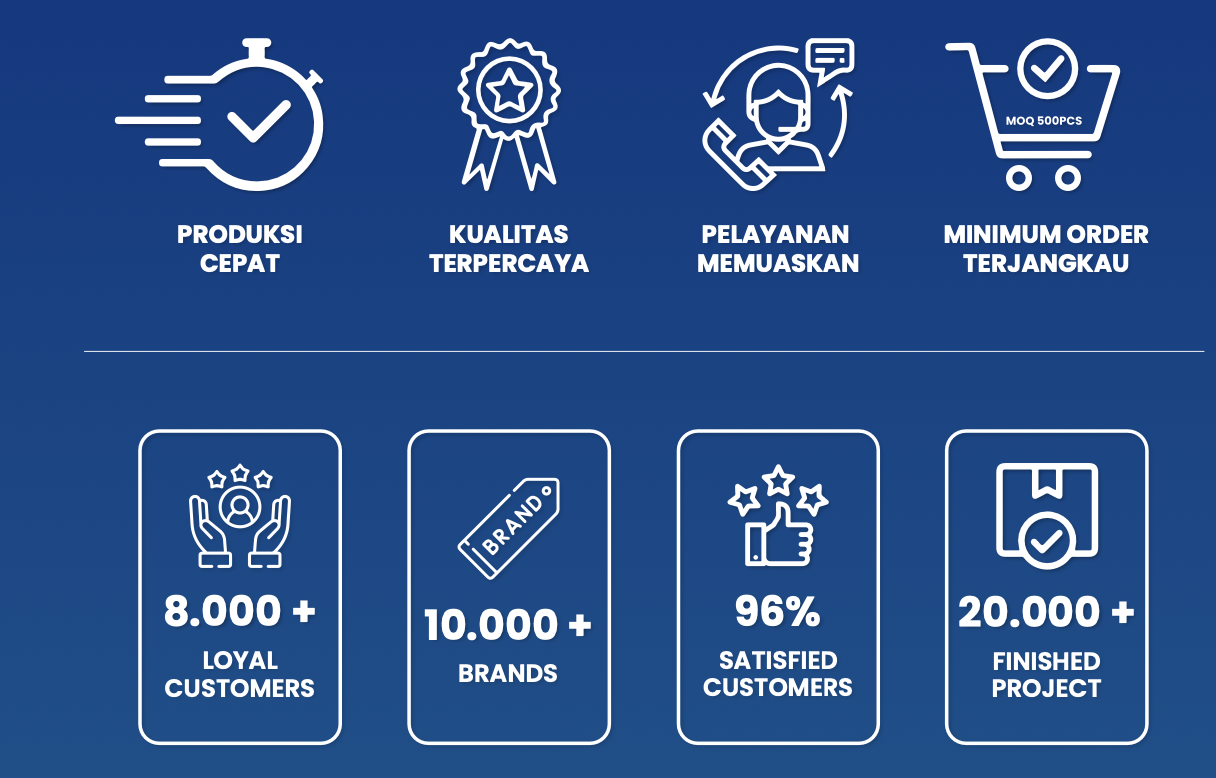 MOQ 500PCS
PRODUKSI
CEPAT
KUALITAS
TERPERCAYA
PELAYANAN
MEMUASKAN
MINIMUM ORDER
TERJANGKAU
8.000 +
LOYAL
CUSTOMERS
BRAND
10.000 +
BRANDS
96%
SATISFIED
CUSTOMERS
20.000 +
FINISHED
PROJECT